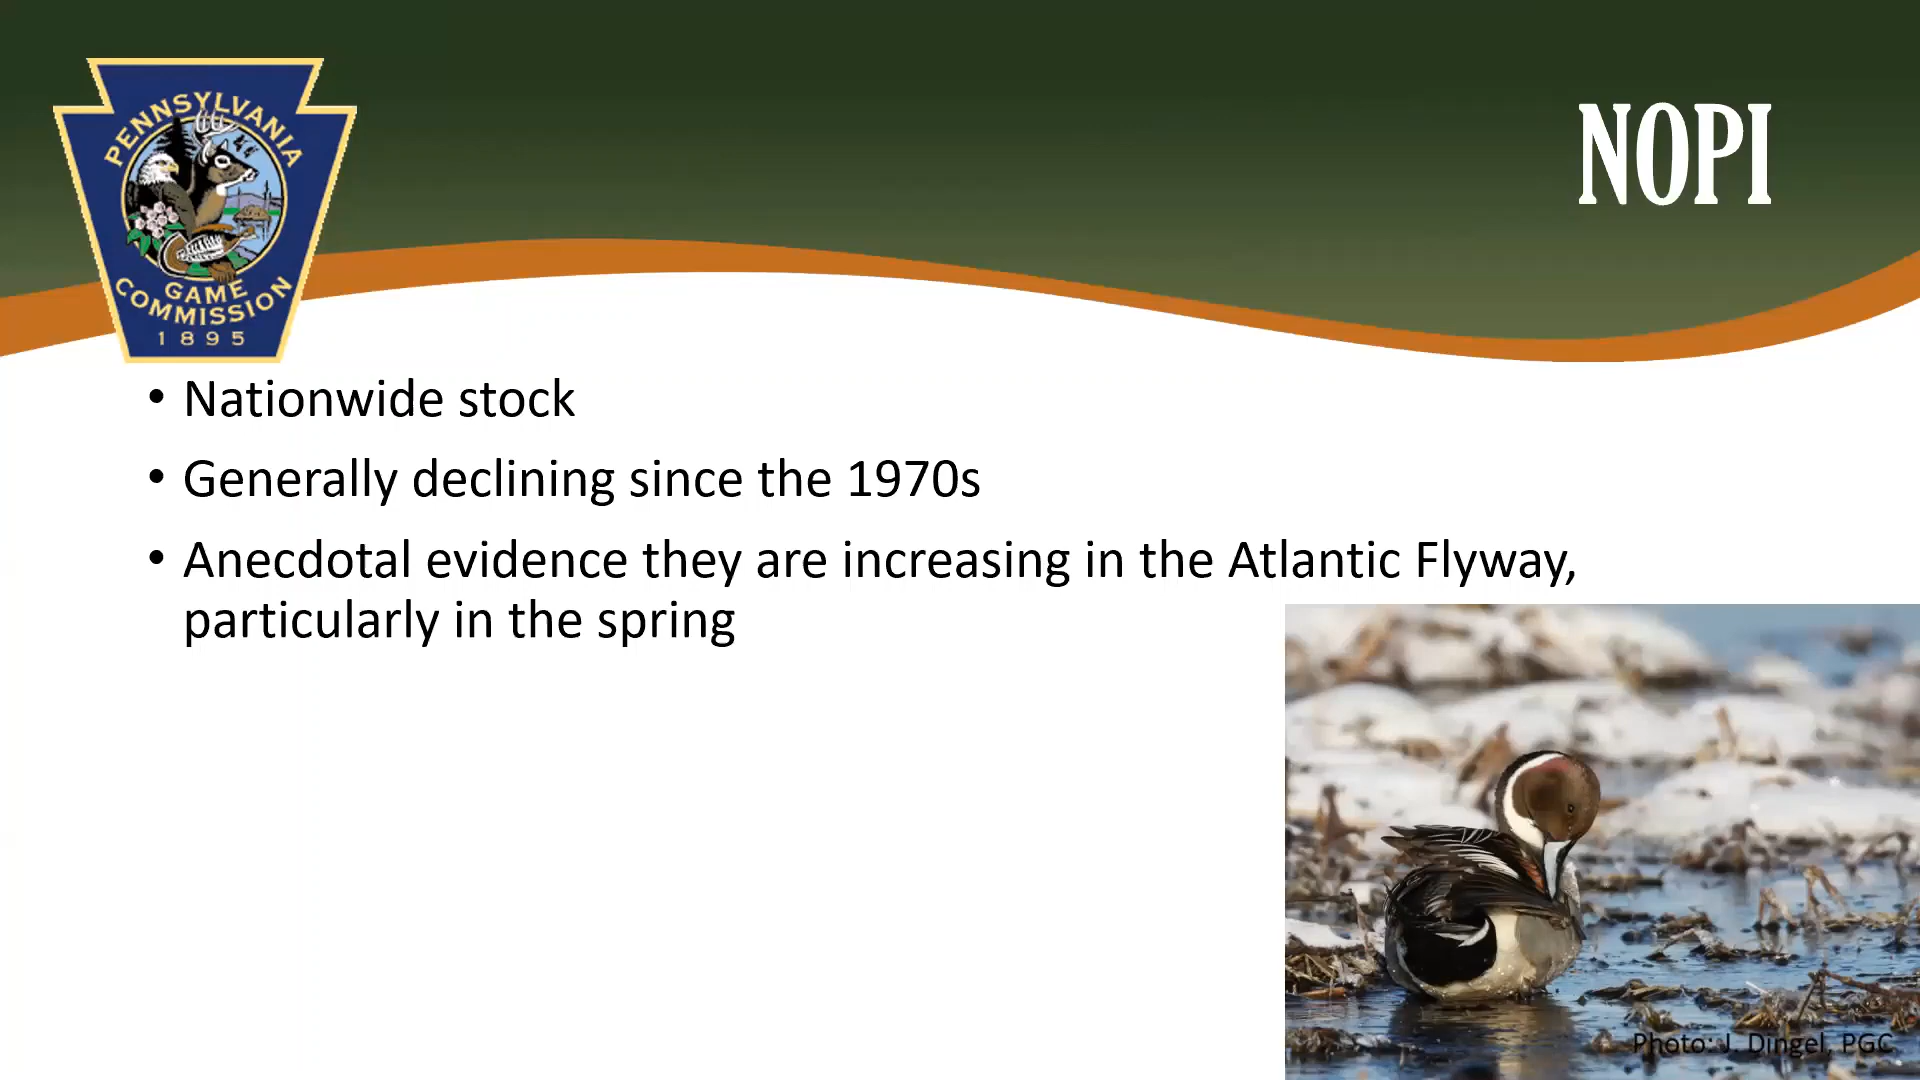 PENNSYLVANIA
GAME
COMMISSION
1895
NOPI
• Nationwide stock
• Generally declining since the 1970s
• Anecdotal evidence they are increasing in the Atlantic Flyway,
particularly in the spring
Photo: J. Dingel, PGC